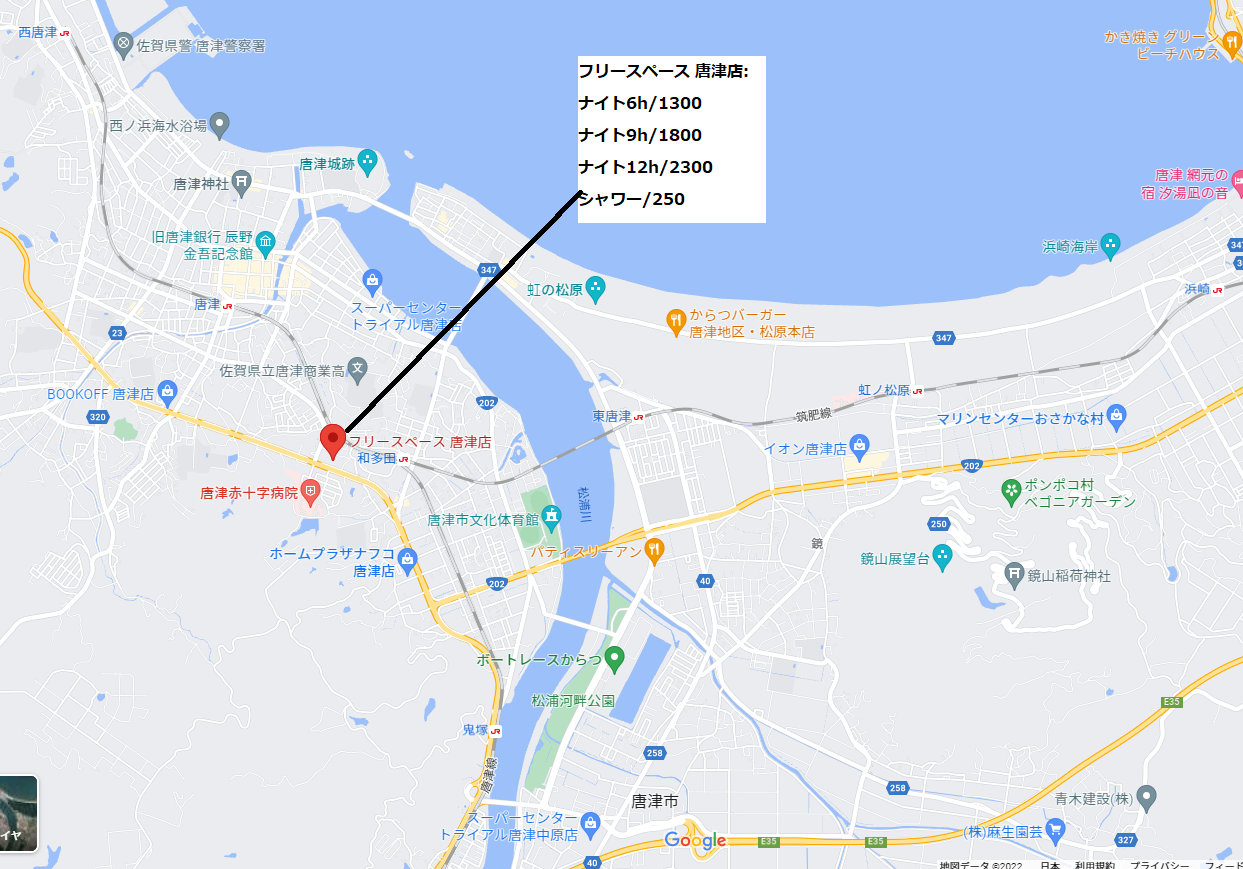 西唐津
佐賀県警 唐津警察署
かき焼き グリーン
ビーチハウス
フリースペース 唐津店:
ナイト6h/1300
ナイト9h/1800
ナイト12h/2300
シャワー/250
西ノ浜海水浴場
唐津城跡
唐津神社
唐津 網元の
宿 汐湯凪の音
旧唐津銀行 辰野
金吾記念館
浜崎海岸
347
347
虹の松原
浜崎
スーパーセンター
トライアル唐津店
唐津
からつバーガー
唐津地区・松原本店
23
347
佐賀県立唐津商業高
BOOKOFF 唐津店
202
虹ノ松原
320
東唐津
筑肥線
マリンセンターおさかな村
フリースペース 唐津店
和多田
イオン唐津店
202
唐津赤十字病院
松浦川
ポンポコ村
ベゴニアガーデン
唐津市文化体育館
250
鏡
パティスリーアン
ホームプラザナフコ
唐津店
鏡山展望台
鏡山稲荷神社
202
40
ボートレースからつ
松浦河畔公園
E35
鬼塚
258
唐津線
258
唐津市
青木建設(株)
イヤ
スーパーセンター
トライアル唐津中原店
Google
E35
E35
(株)麻生園芸
327
40
地図データ ©2022
日本
利用規約
プライバシー
フィード